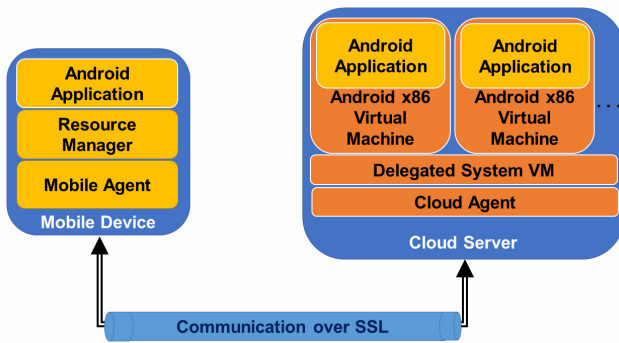 Android
Application
Resource
Manager
Mobile Agent
Mobile Device
Android
Application
Android x86
Virtual
Machine
Android
Application
Android x86
Virtual
Machine
...
Delegated System VM
Cloud Agent
Cloud Server
Communication over SSL